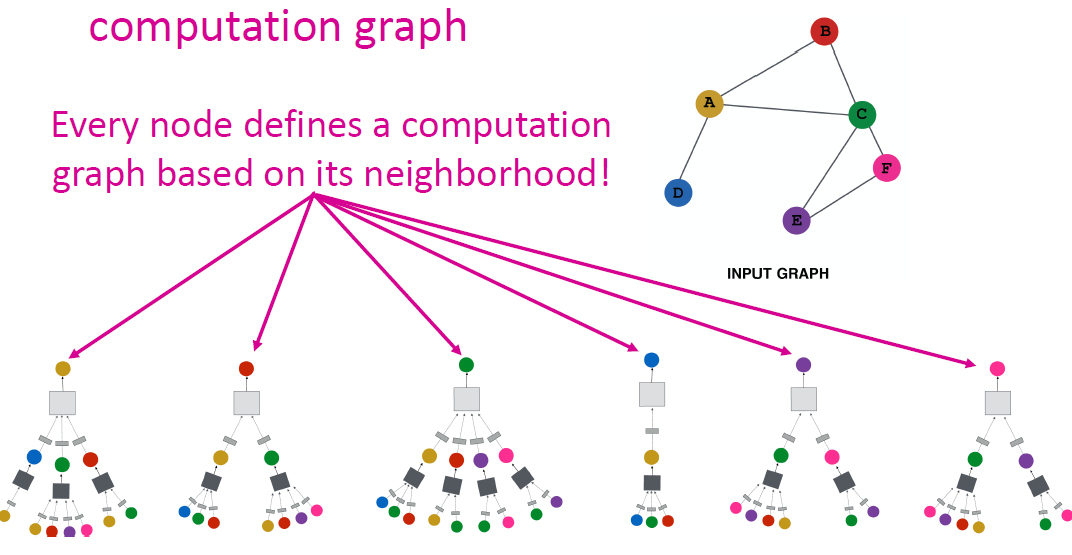 computation graph
Every node defines a computation
graph based on its neighborhood!
B
A
C
F
D
E
INPUT GRAPH